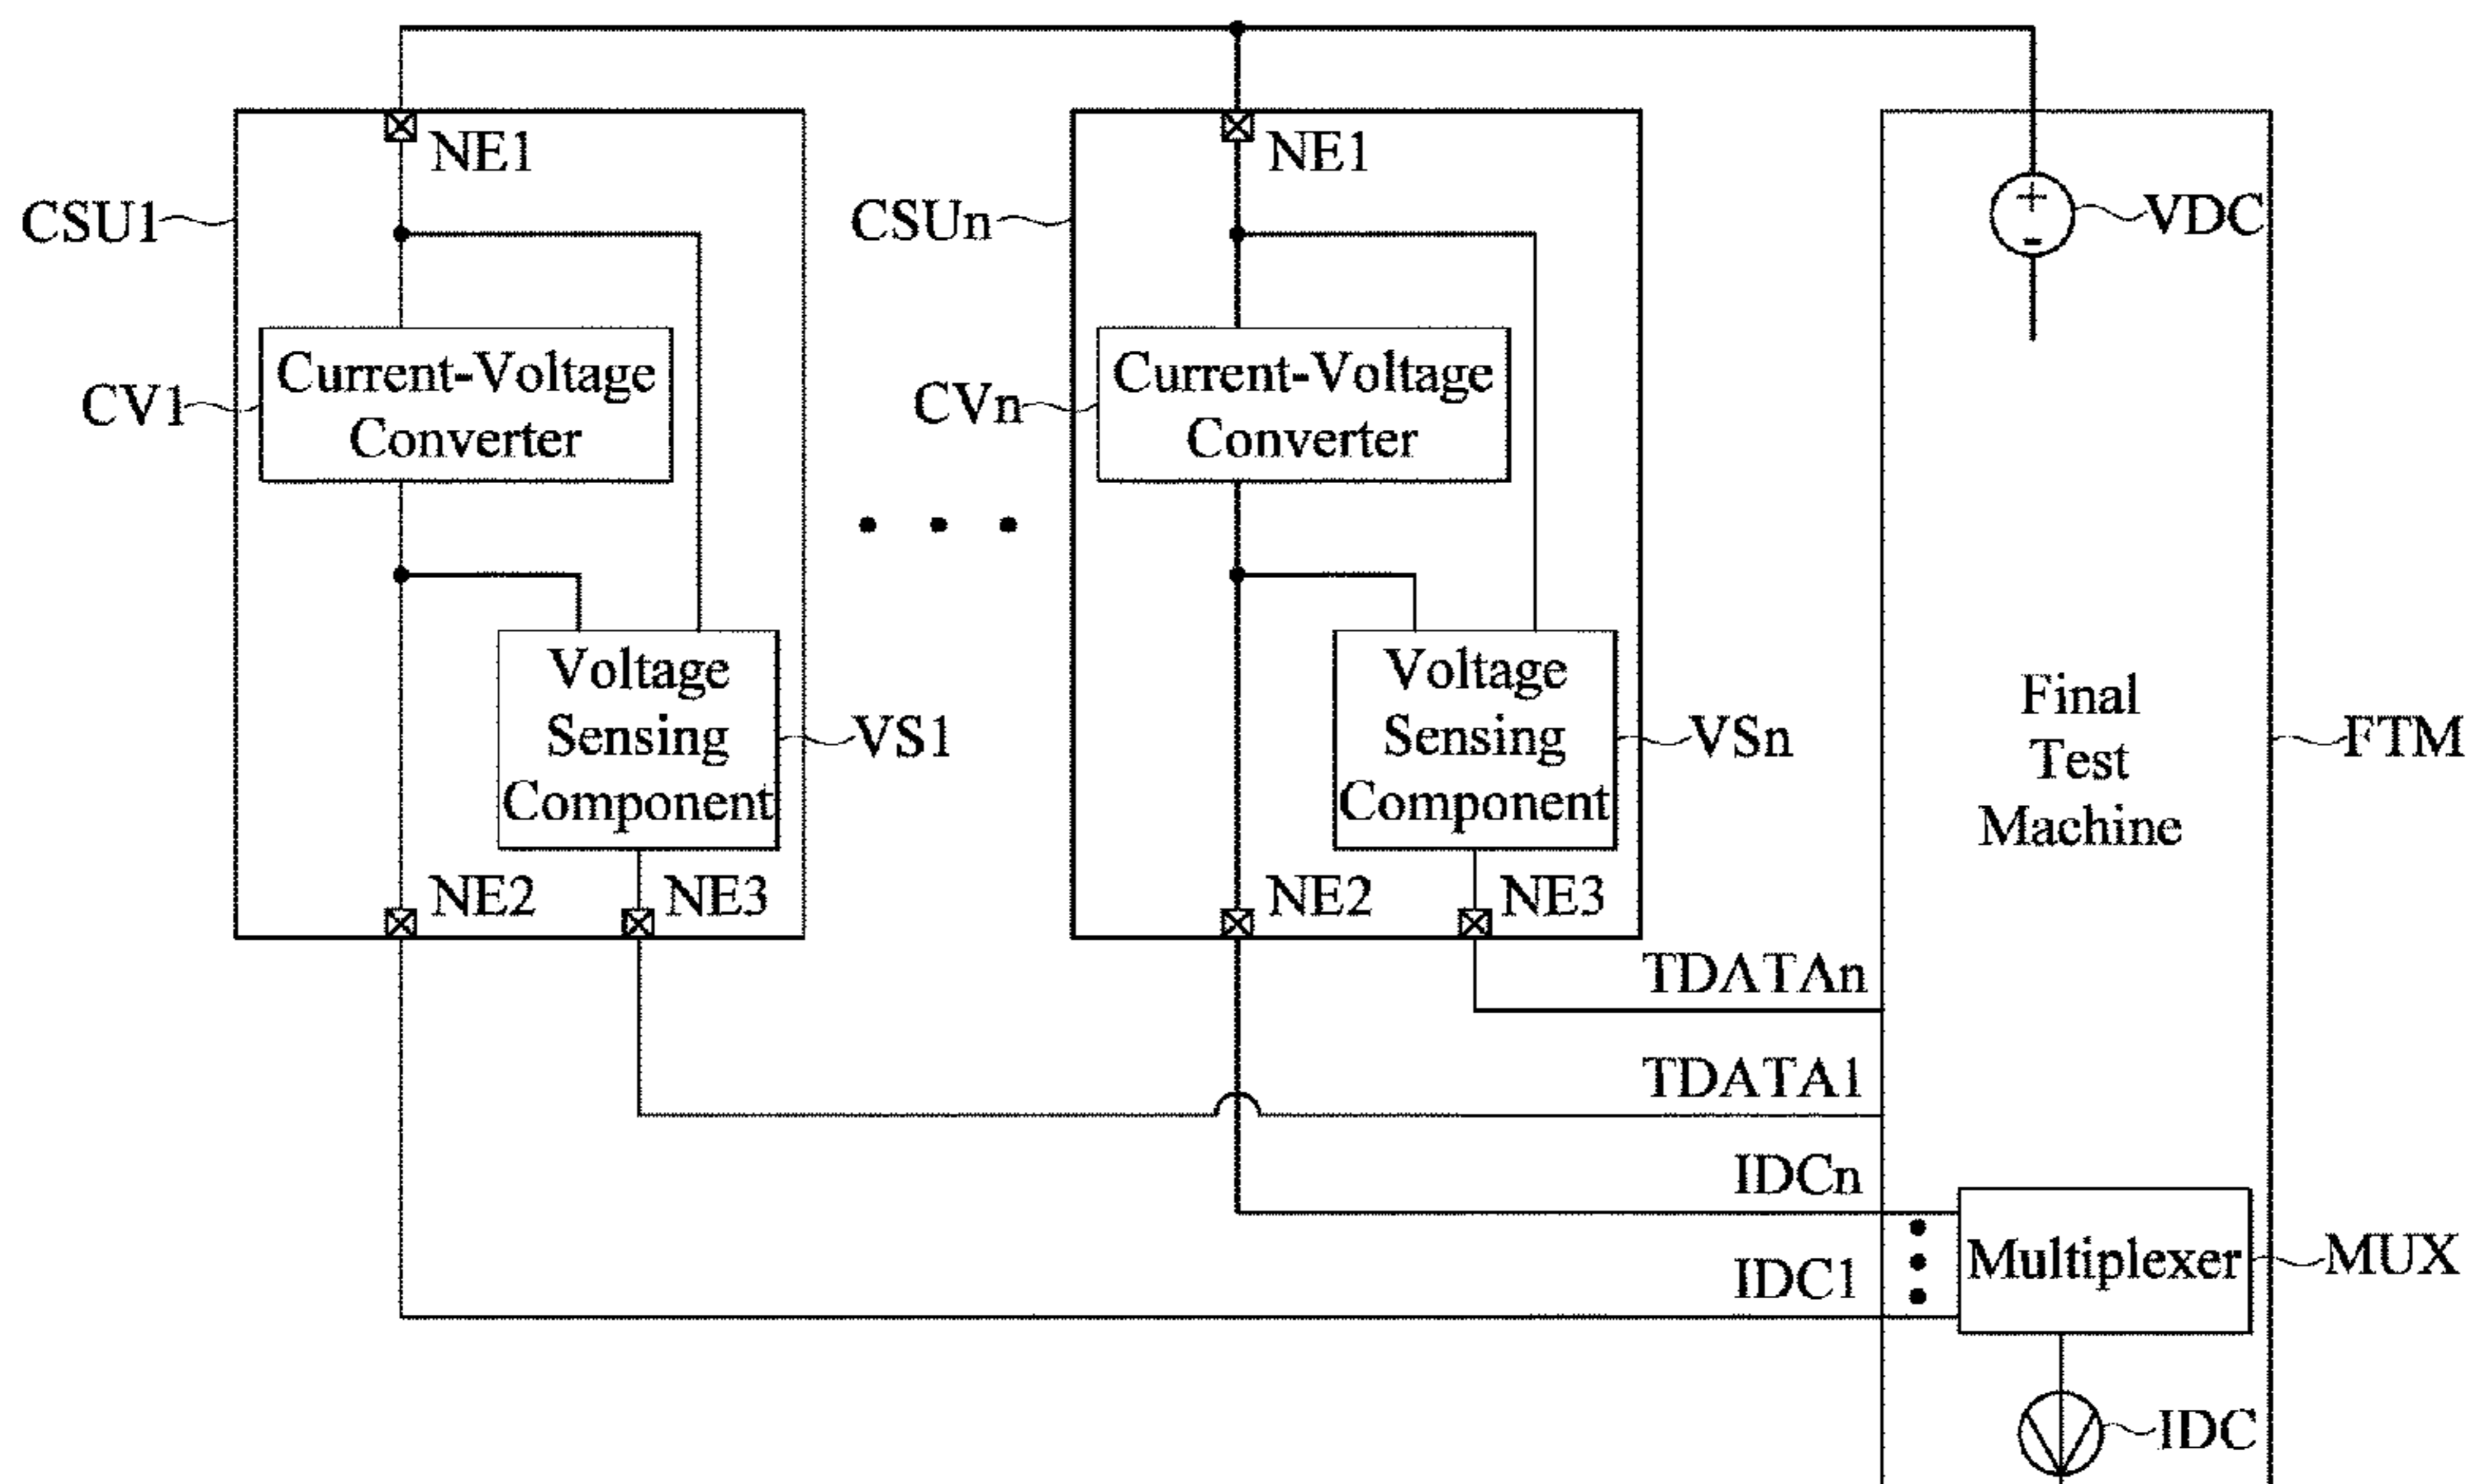 NE1
NE1
CSU1
CSUn
+
-
VDC
Current-Voltage
Converter
CV1
Current-Voltage
Converter
CVn
Voltage
Sensing
Component
VS1
Voltage
Sensing
Component
VSn
Final
Test
Machine
FTM
NE2
NE3
NE2
NE3
TDATAn
TDATA1
IDCn
IDC1
Multiplexer
MUX
IDC